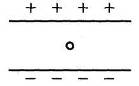 + + + +
− − − −